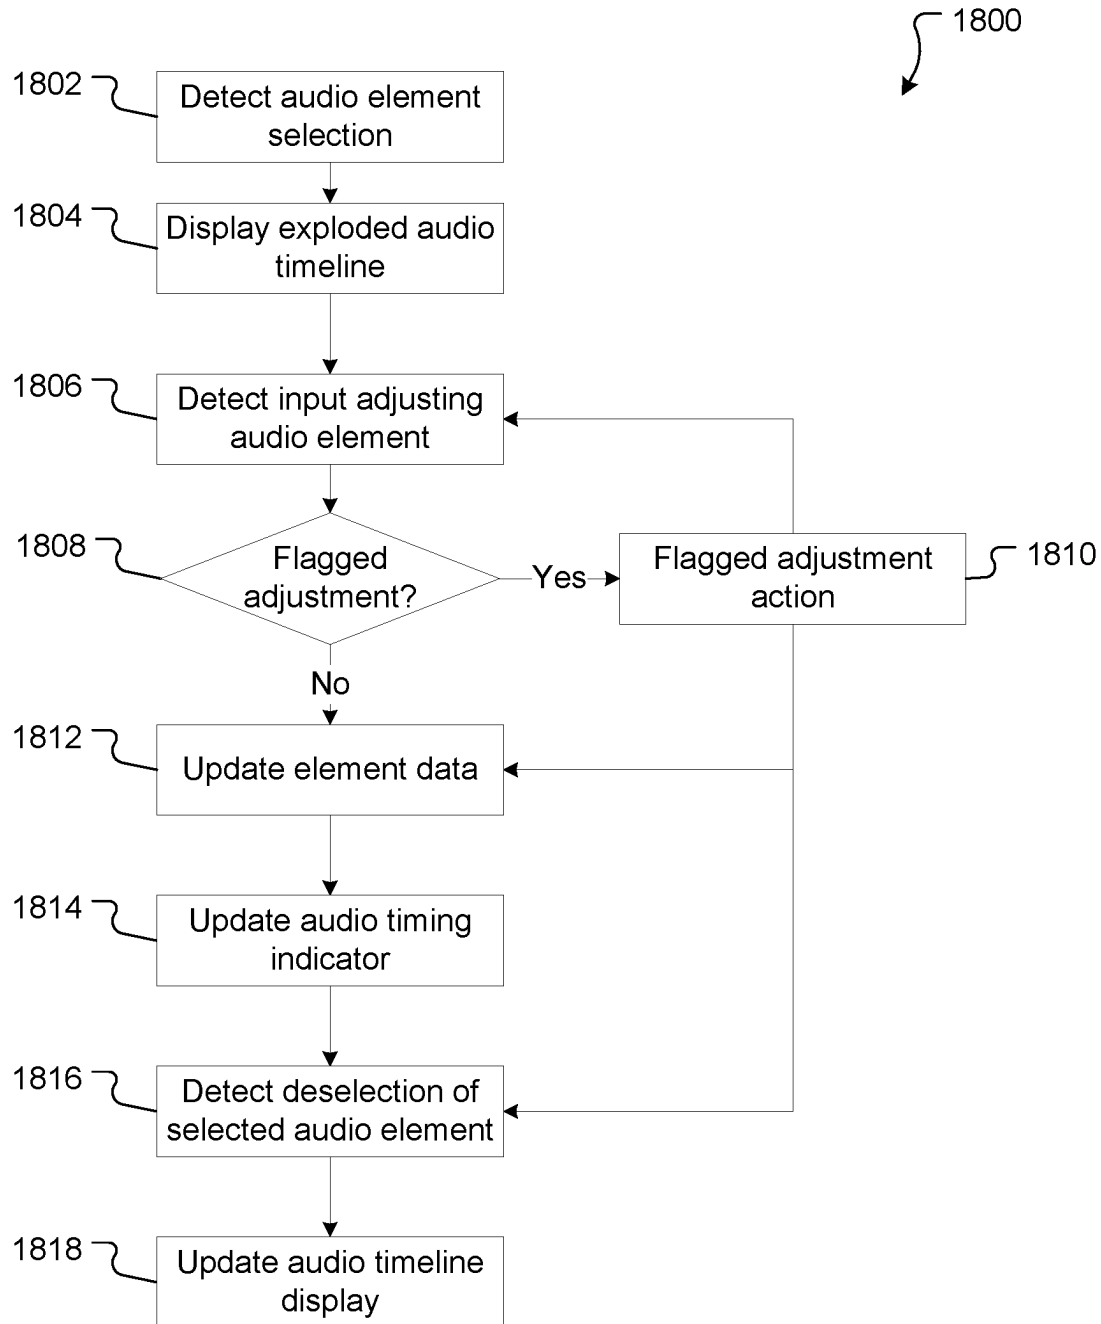 1800
1802
Detect audio element
selection
1804
Display exploded audio
timeline
1806
Detect input adjusting
audio element
1808
Flagged
adjustment?
Yes
Flagged adjustment
action
1810
No
1812
Update element data
1814
Update audio timing
indicator
1816
Detect deselection of
selected audio element
1818
Update audio timeline
display